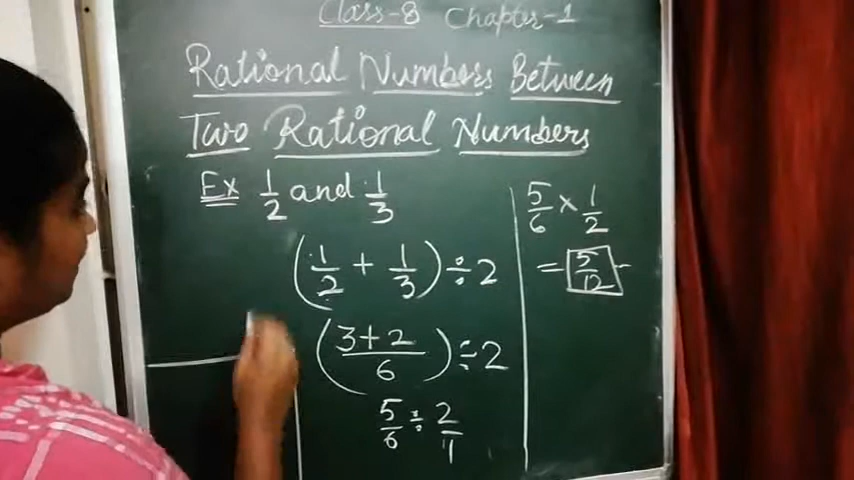 Class-8 Chapter-1
Rational Numbers Between
Two Rational Numbers
Ex 1/2 and 1/3
(1/2 + 1/3) ÷ 2
(3+2/6) ÷ 2
5/6 ÷ 2/1
5/6 × 1/2
= 5/12